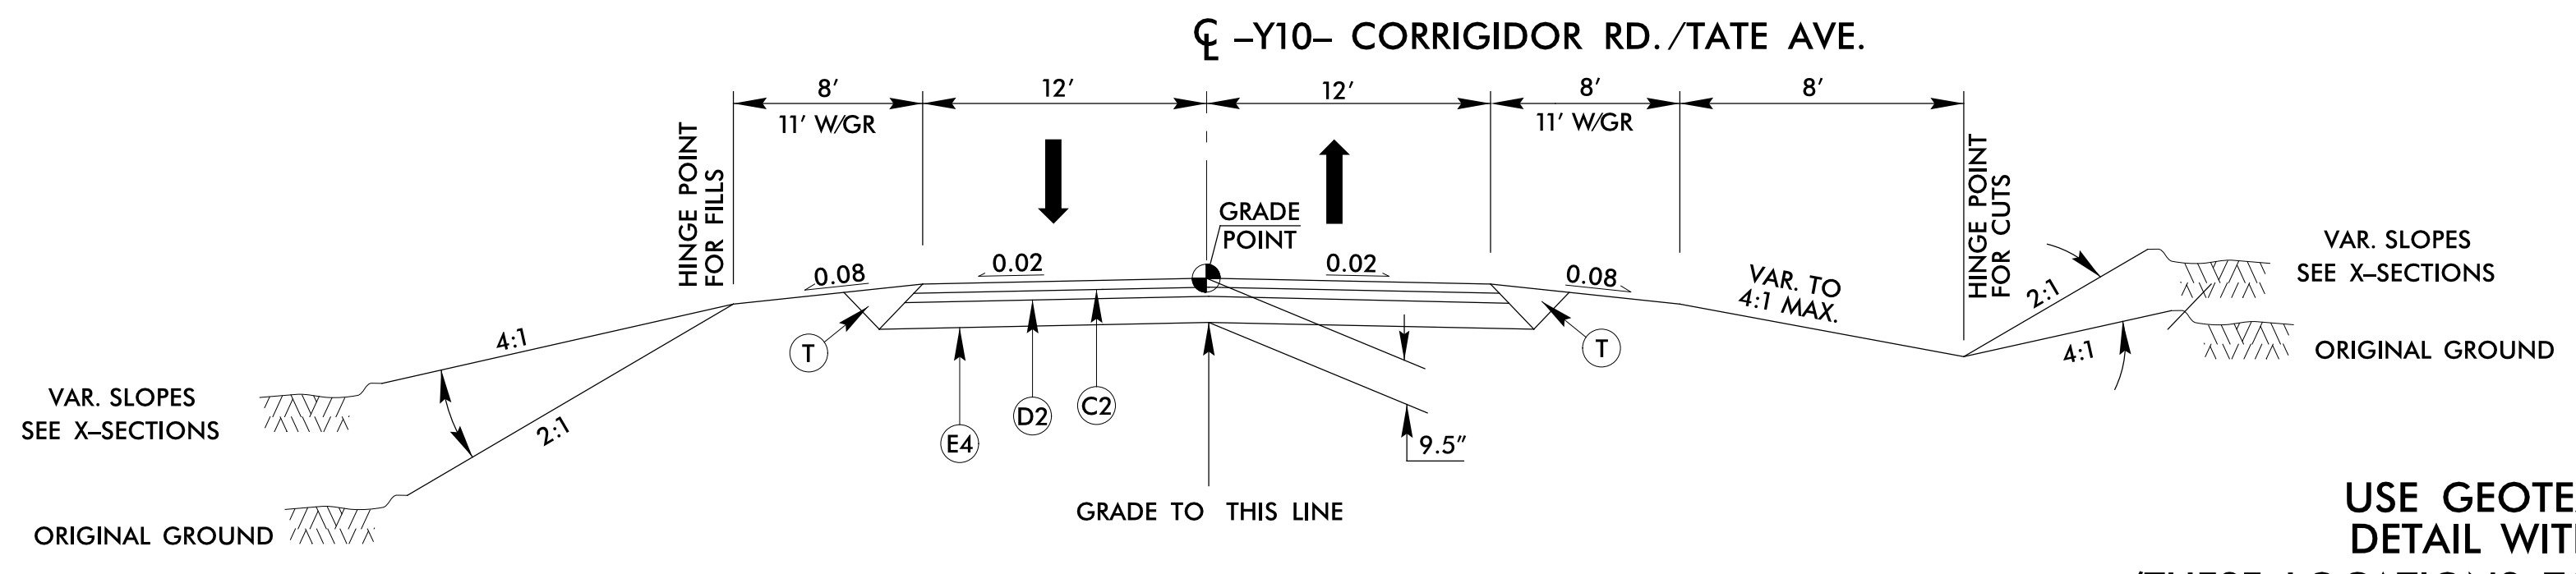 ℄ –Y10– CORRIGIDOR RD./TATE AVE.
8' 12' 12' 8' 8'
11' W/GR 11' W/GR
HINGE POINT
FOR FILLS
HINGE POINT
FOR CUTS
GRADE
POINT
0.08 0.02 0.02 0.08
VAR. TO
4:1 MAX.
2:1
4:1
VAR. SLOPES
SEE X–SECTIONS
ORIGINAL GROUND
4:1
2:1
VAR. SLOPES
SEE X–SECTIONS
ORIGINAL GROUND
T
T
E4
D2
C2
9.5"
GRADE TO THIS LINE
USE
DETAIL